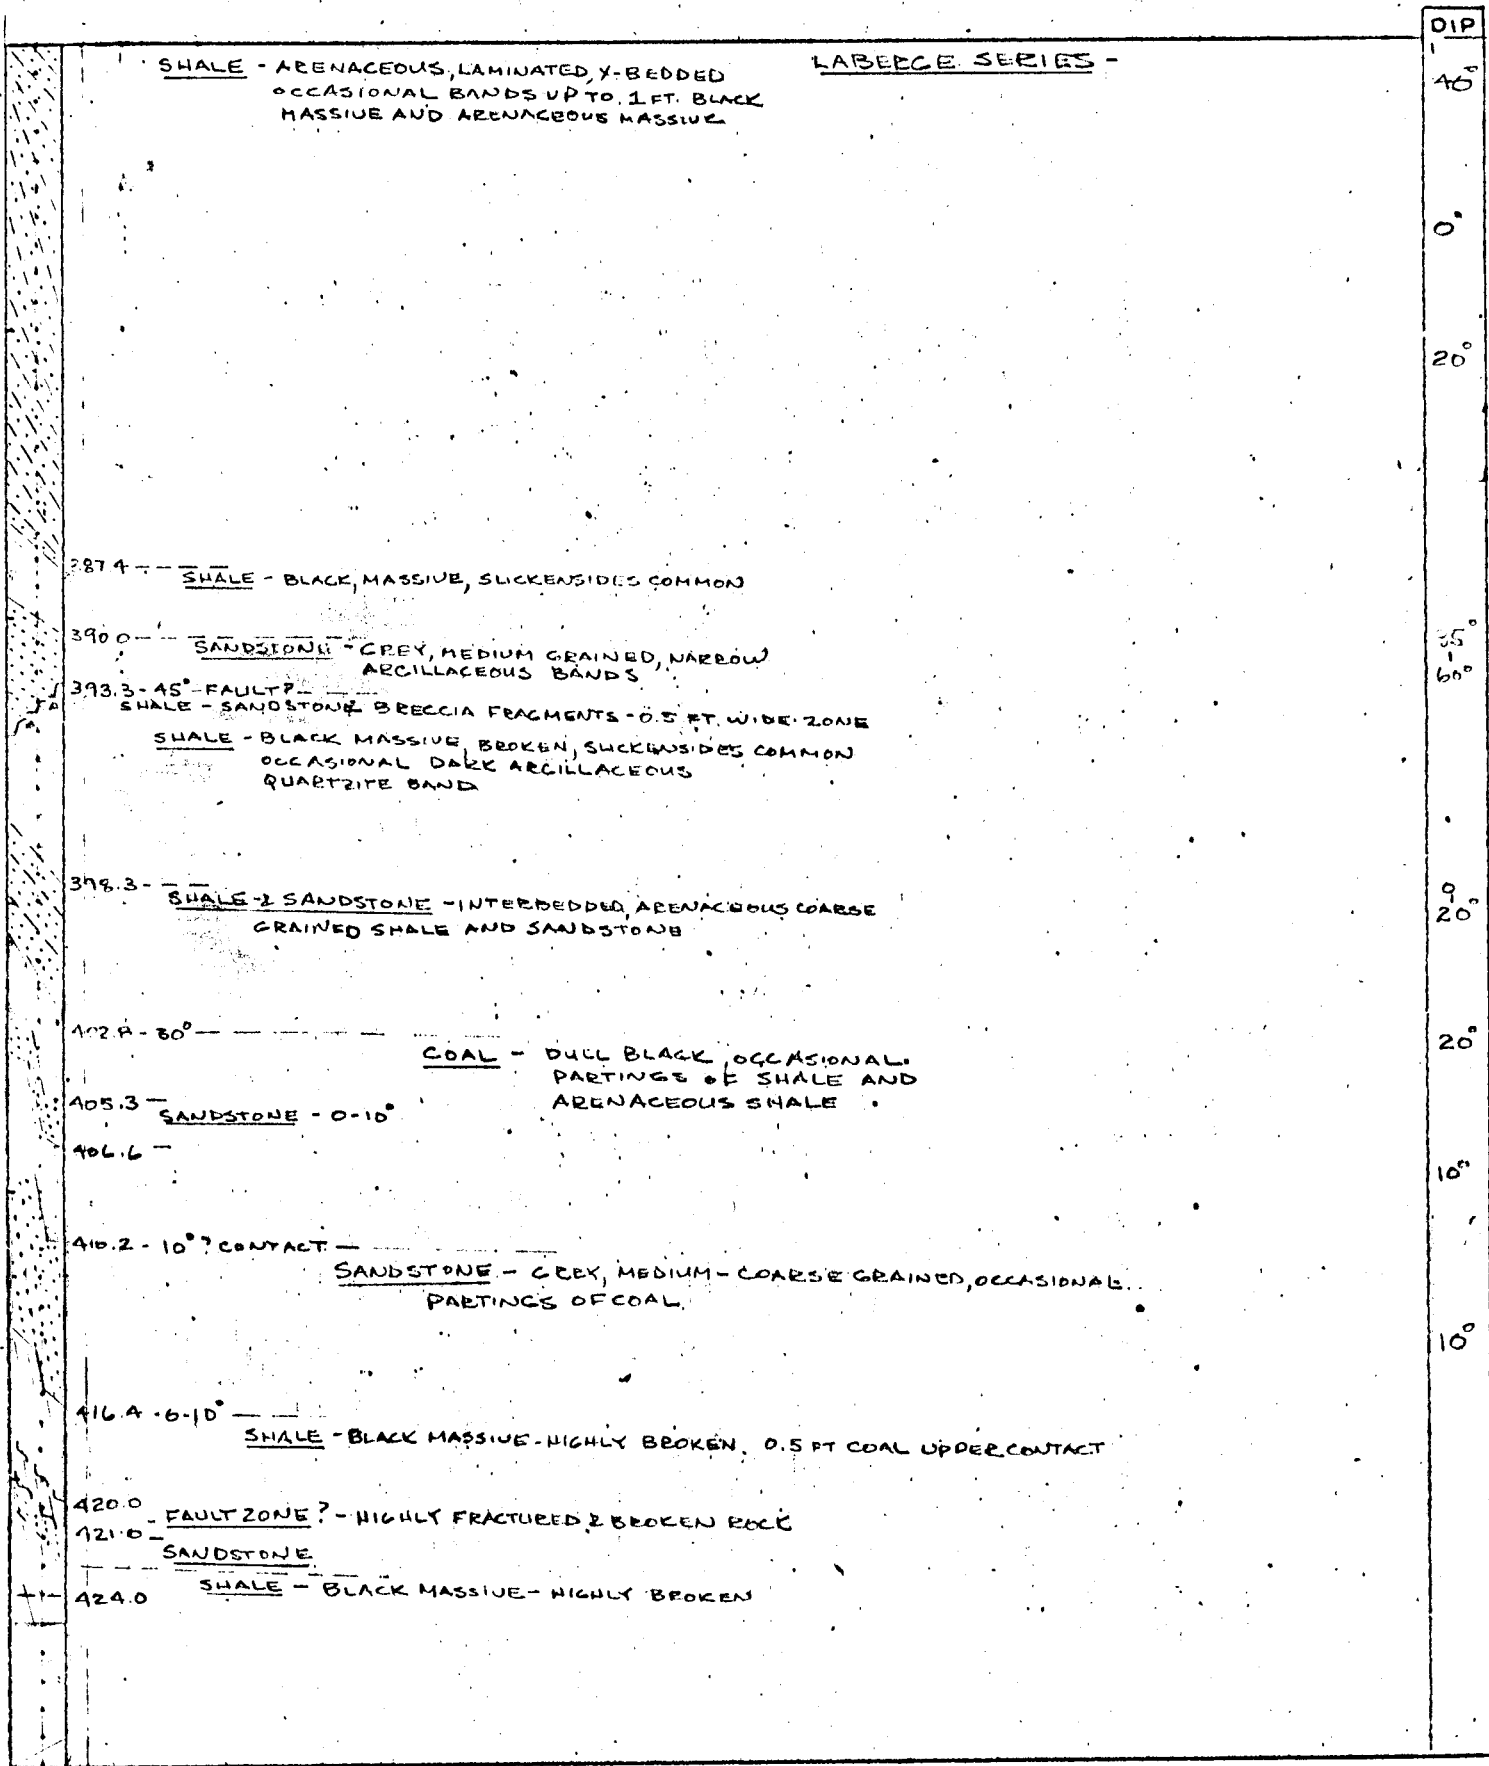 DIP
SHALE - ARENACEOUS, LAMINATED, X-BEDDED
OCCASIONAL BANDS UP TO 1 FT. BLACK
MASSIVE AND ARENACEOUS MASSIVE
LABERGE SERIES -
40°
0°
20°
387.4 - SHALE - BLACK, MASSIVE, SLICKENSIDES COMMON
390.0 - SANDSTONE - GREY, MEDIUM GRAINED, NARROW
ARGILLACEOUS BANDS
35°
-
60°
393.3 - 45° - FAULT?
SHALE - SANDSTONE BRECCIA FRAGMENTS - 0.5 FT. WIDE ZONE
SHALE - BLACK MASSIVE, BROKEN, SLICKENSIDES COMMON
OCCASIONAL DARK ARGILLACEOUS
QUARTZITE BAND
398.3 - SHALE & SANDSTONE - INTERBEDDED, ARENACEOUS COARSE
GRAINED SHALE AND SANDSTONE
0
-
20°
402.8 - 30°
20°
COAL - DULL BLACK, OCCASIONAL
PARTINGS OF SHALE AND
ARENACEOUS SHALE
405.3 - SANDSTONE - 0-10°
406.6 -
10°
410.2 - 10°? CONTACT -
SANDSTONE - GREY, MEDIUM - COARSE GRAINED, OCCASIONAL
PARTINGS OF COAL.
10°
416.4 - 0-10°
SHALE - BLACK MASSIVE - HIGHLY BROKEN. 0.5 FT COAL UPPER CONTACT
420.0
FAULT ZONE? - HIGHLY FRACTURED & BROKEN ROCK
421.0 -
SANDSTONE
424.0 SHALE - BLACK MASSIVE - HIGHLY BROKEN